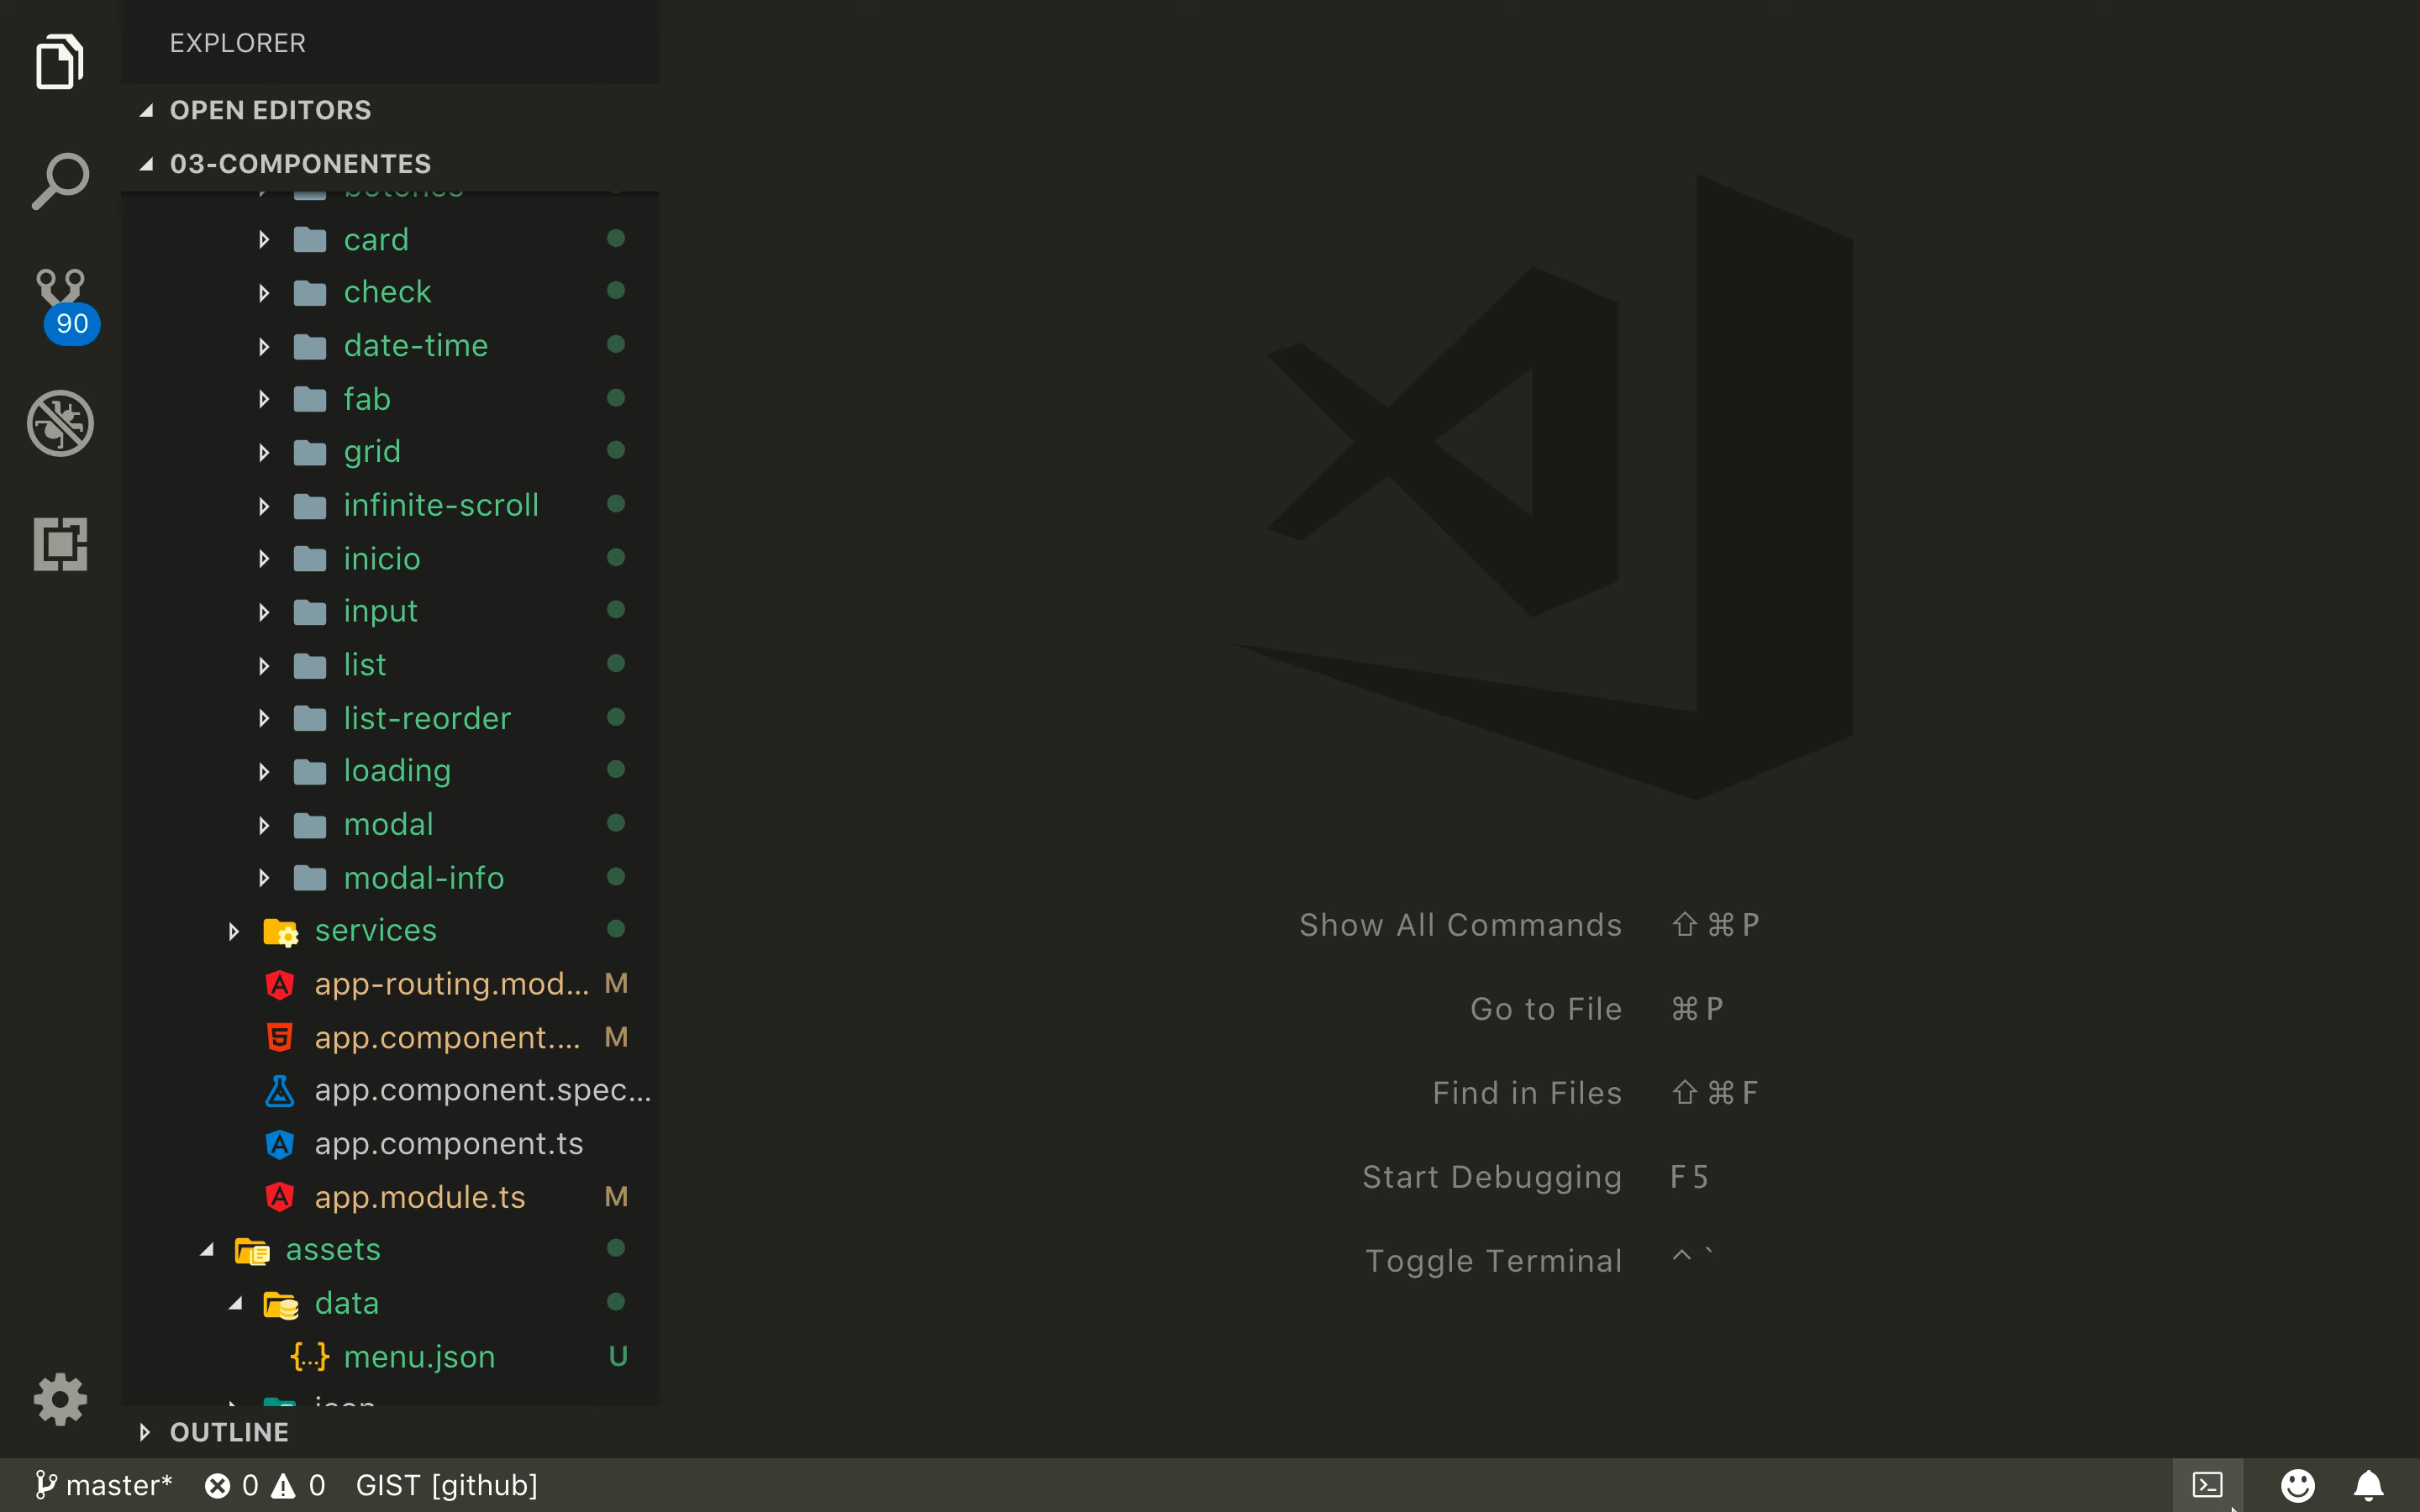 EXPLORER
OPEN EDITORS
03-COMPONENTES
card
check
date-time
fab
grid
infinite-scroll
inicio
input
list
list-reorder
loading
modal
modal-info
services
app-routing.mod... M
app.component.... M
app.component.spec...
app.component.ts
app.module.ts M
assets
data
menu.json U
OUTLINE
90
Show All Commands ⇧⌘P
Go to File ⌘P
Find in Files ⇧⌘F
Start Debugging F5
Toggle Terminal ^`
master* 0 0 GIST [github]